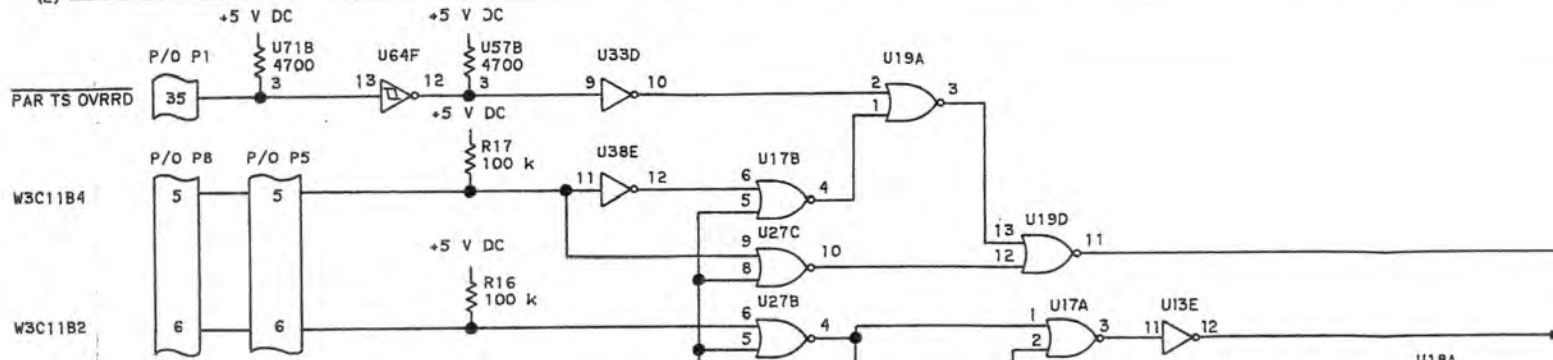 (2)
+5 V DC
+5 V DC
P/O P1
U71B
4700
U64F
U57B
4700
U33D
U19A
PAR TS OVRRD
35
3
13
12
3
9
10
2
1
3
+5 V DC
P/O P8
P/O P5
R17
100 k
U38E
U17B
W3C11B4
5
5
11
12
6
5
4
U19D
+5 V DC
U27C
13
12
11
9
8
10
R16
100 k
U27B
U17A
U13E
W3C11B2
6
6
6
5
4
1
2
3
11
12
U18A